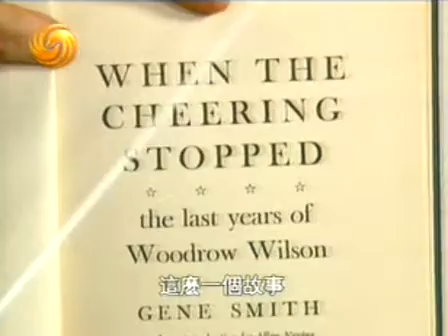 WHEN THE
CHEERING
STOPPED
☆ ☆ ☆ ☆
the last years of
Woodrow Wilson
這麼一個故事
GENE SMITH